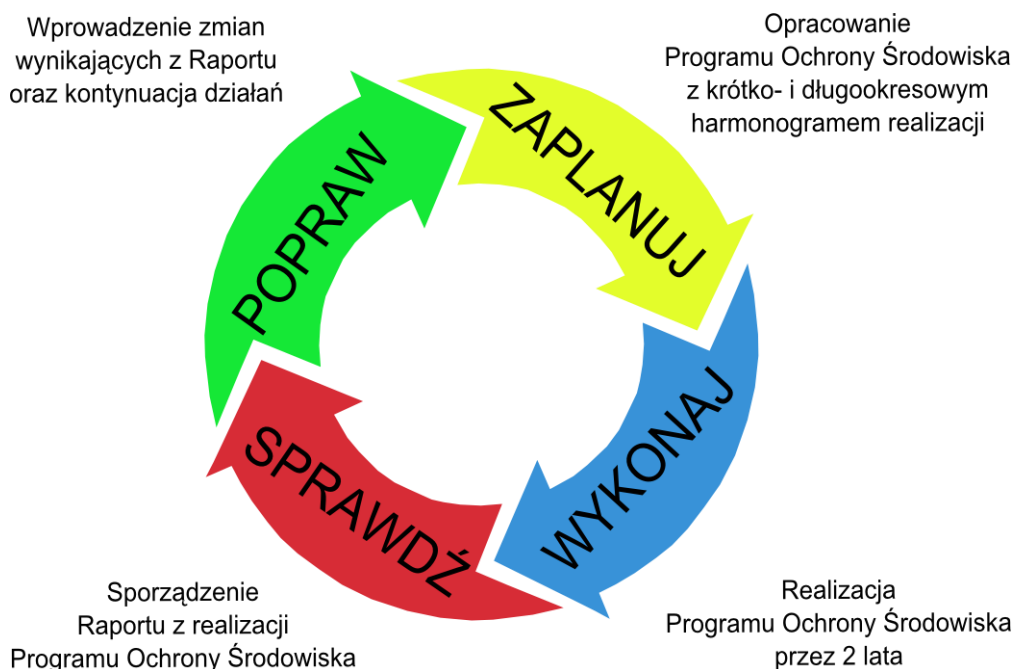 Wprowadzenie zmian
wynikających z Raportu
oraz kontynuacja działań
Opracowanie
Programu Ochrony Środowiska
z krótko- i długookresowym
harmonogramem realizacji
ZAPLANUJ
POPRAW
WYKONAJ
SPRAWDŹ
Sporządzenie
Raportu z realizacji
Programu Ochrony Środowiska
Realizacja
Programu Ochrony Środowiska
przez 2 lata